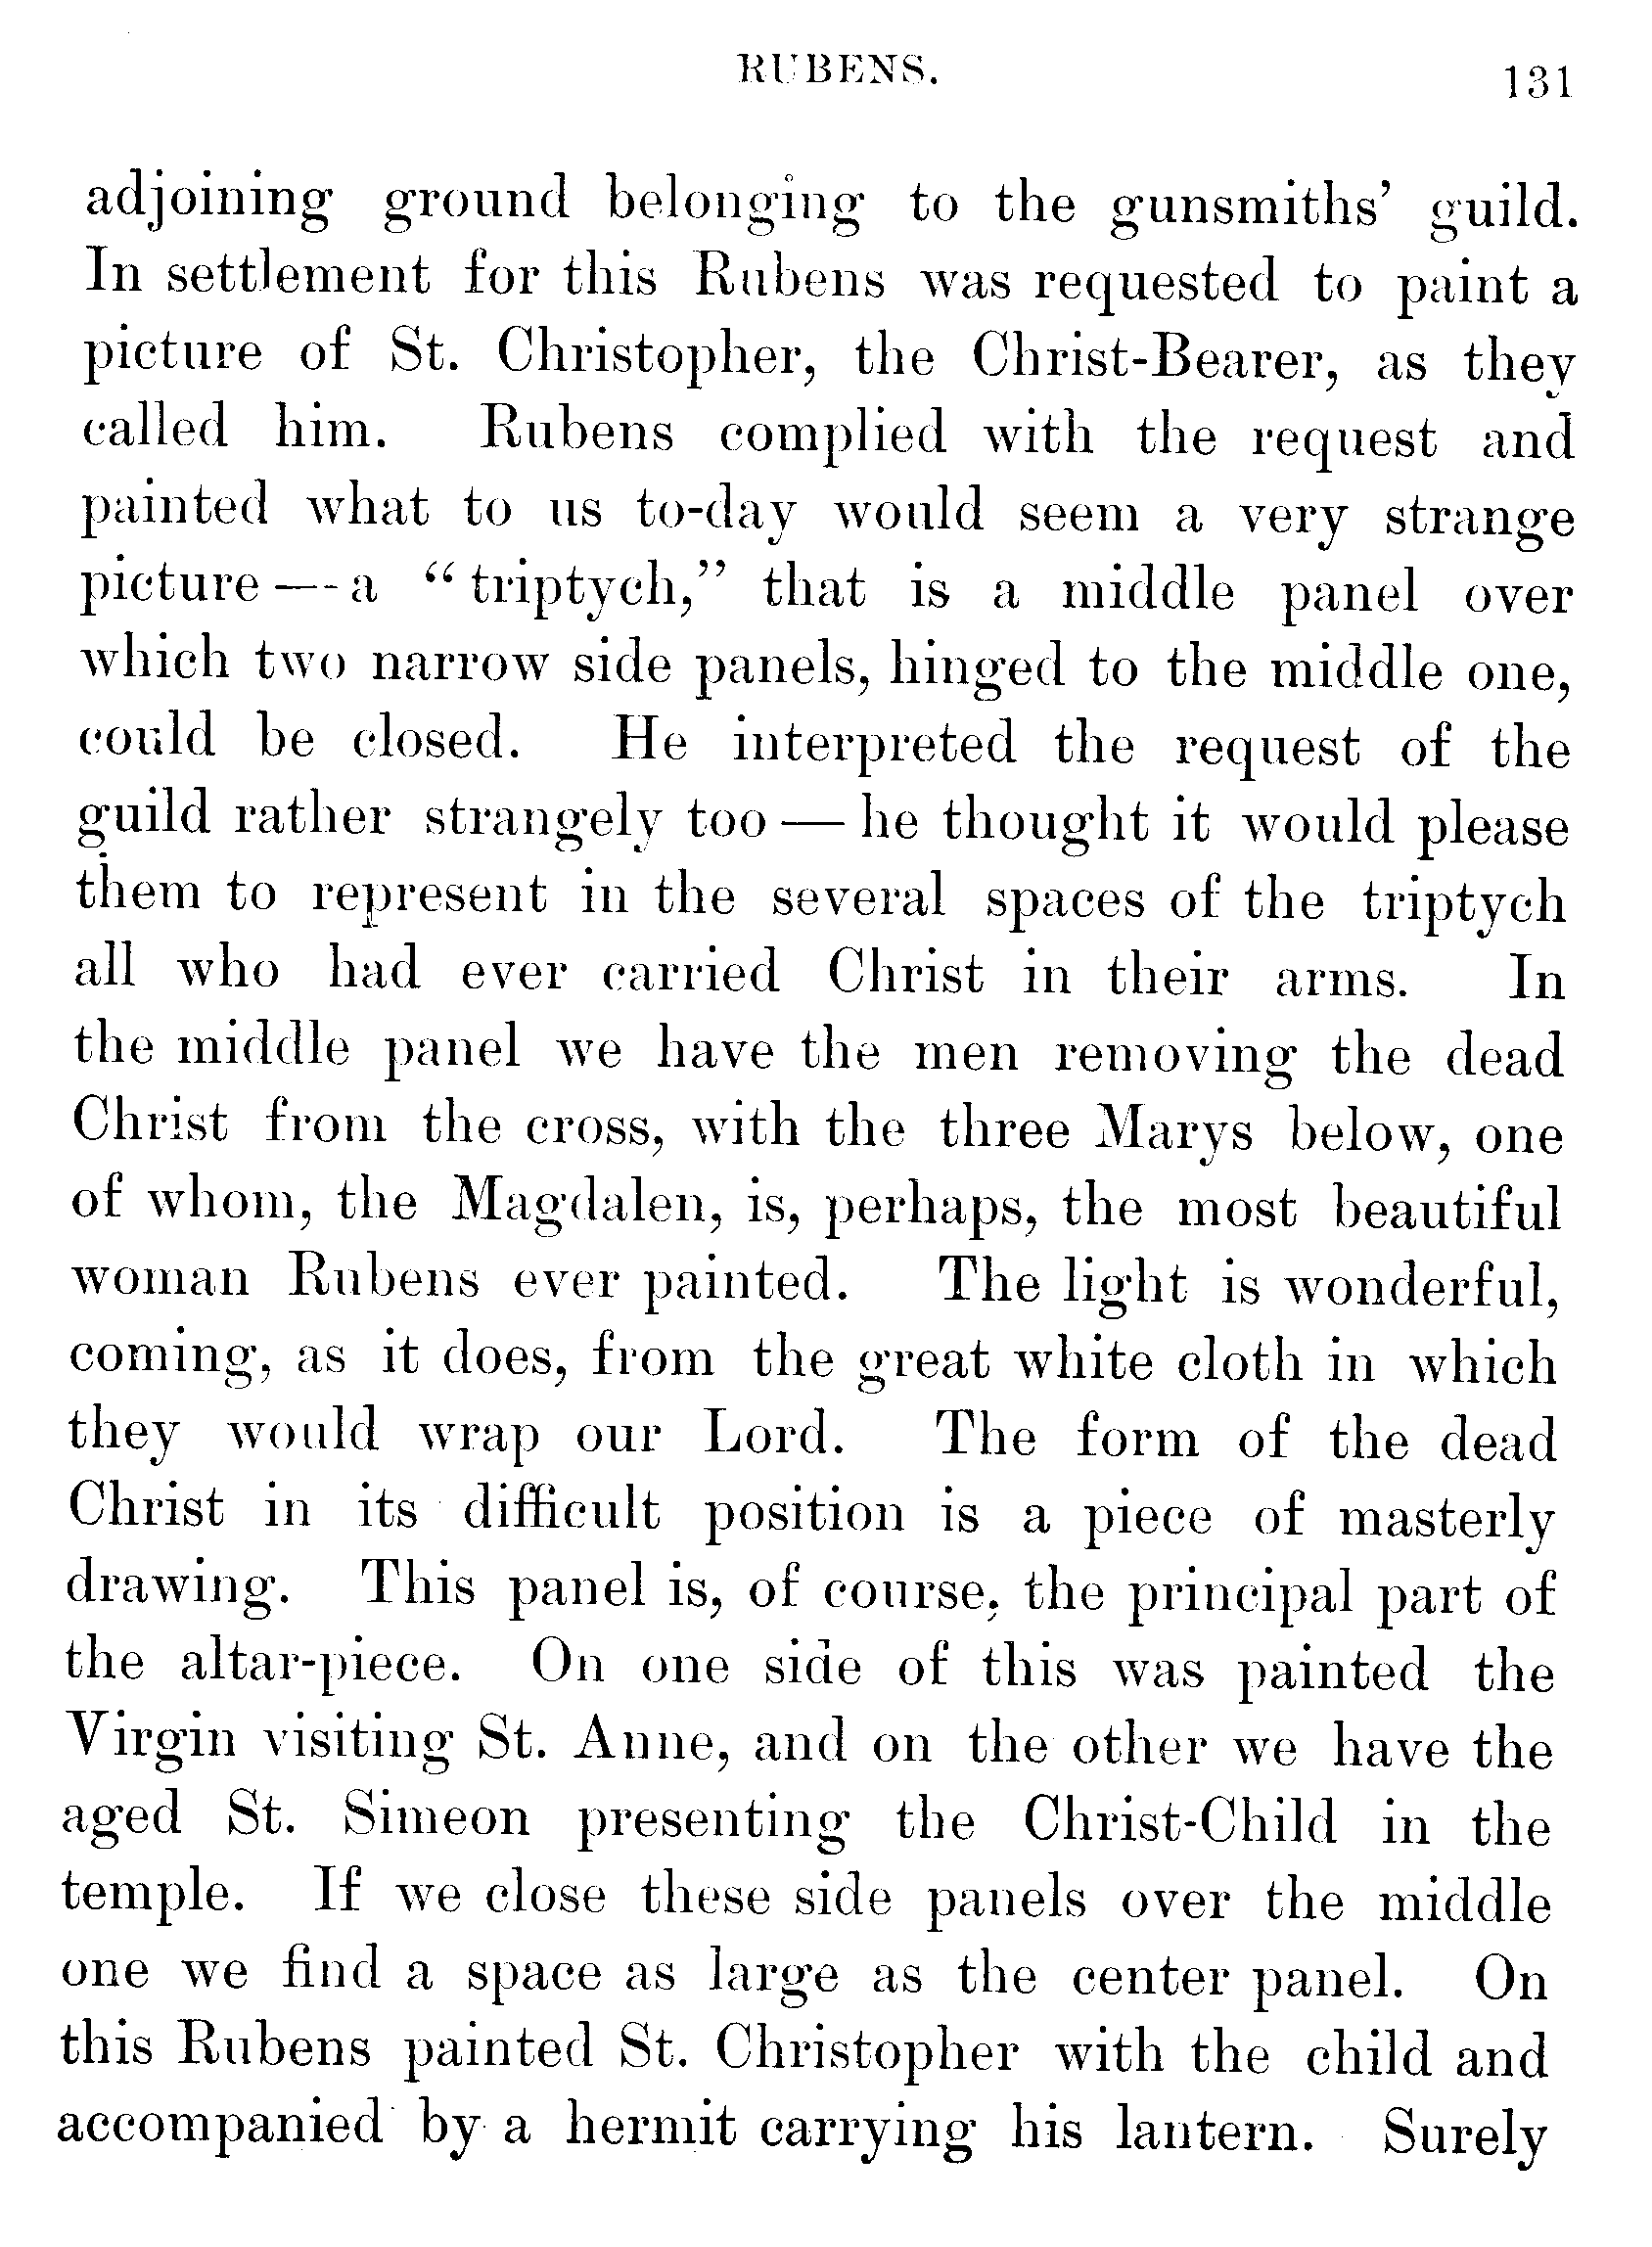 RUBENS.
131
adjoining ground belonging to the gunsmiths' guild.
In settlement for this Rubens was requested to paint a
picture of St. Christopher, the Christ-Bearer, as they
called him. Rubens complied with the request and
painted what to us to-day would seem a very strange
picture — a “triptych,” that is a middle panel over
which two narrow side panels, hinged to the middle one,
could be closed. He interpreted the request of the
guild rather strangely too — he thought it would please
them to represent in the several spaces of the triptych
all who had ever carried Christ in their arms. In
the middle panel we have the men removing the dead
Christ from the cross, with the three Marys below, one
of whom, the Magdalen, is, perhaps, the most beautiful
woman Rubens ever painted. The light is wonderful,
coming, as it does, from the great white cloth in which
they would wrap our Lord. The form of the dead
Christ in its difficult position is a piece of masterly
drawing. This panel is, of course, the principal part of
the altar-piece. On one side of this was painted the
Virgin visiting St. Anne, and on the other we have the
aged St. Simeon presenting the Christ-Child in the
temple. If we close these side panels over the middle
one we find a space as large as the center panel. On
this Rubens painted St. Christopher with the child and
accompanied by a hermit carrying his lantern. Surely